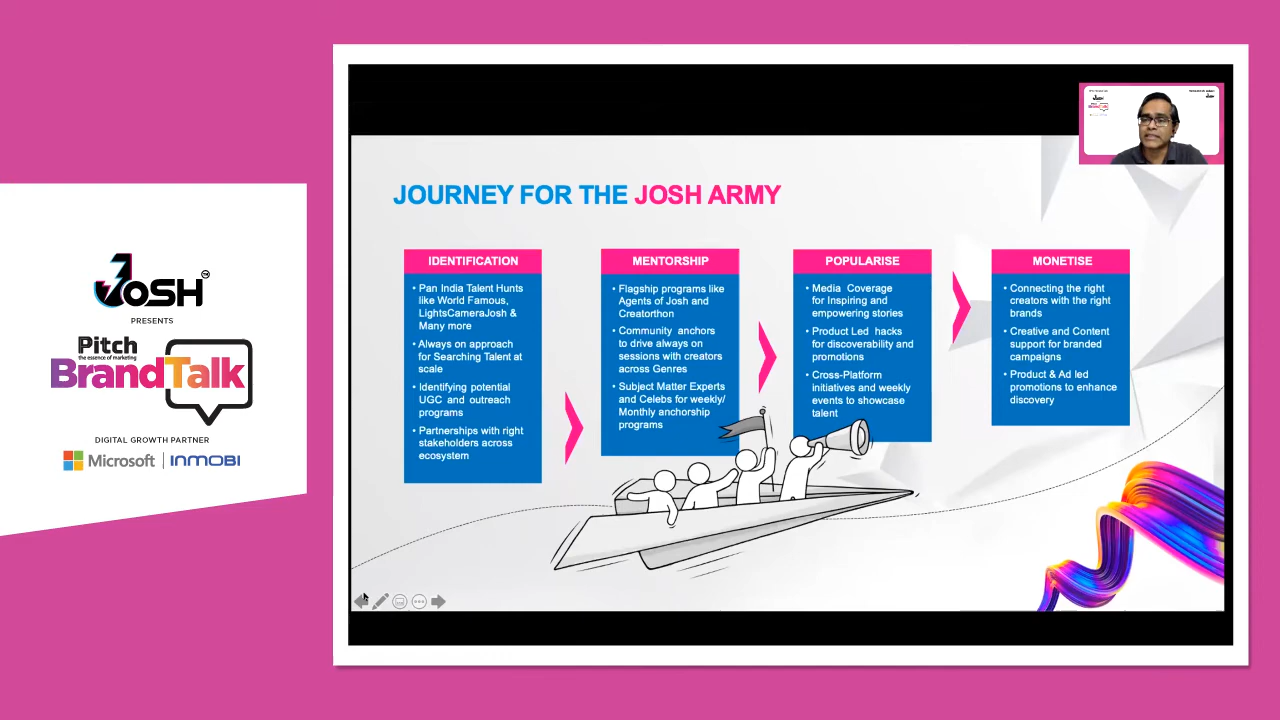 JOSH
TM
PRESENTS
Pitch
the essence of marketing
BrandTalk
DIGITAL GROWTH PARTNER
Microsoft | INMOBI
JOURNEY FOR THE JOSH ARMY
IDENTIFICATION
• Pan India Talent Hunts
like World Famous,
LightsCameraJosh &
Many more
• Always on approach
for Searching Talent at
scale
• Identifying potential
UGC and outreach
programs
• Partnerships with right
stakeholders across
ecosystem
MENTORSHIP
• Flagship programs like
Agents of Josh and
Creatorthon
• Community anchors
to drive always on
sessions with creators
across Genres
• Subject Matter Experts
and Celebs for weekly/
Monthly anchorship
programs
POPULARISE
• Media Coverage
for Inspiring and
empowering stories
• Product Led hacks
for discoverability and
promotions
• Cross-Platform
initiatives and weekly
events to showcase
talent
MONETISE
• Connecting the right
creators with the right
brands
• Creative and Content
support for branded
campaigns
• Product & Ad led
promotions to enhance
discovery